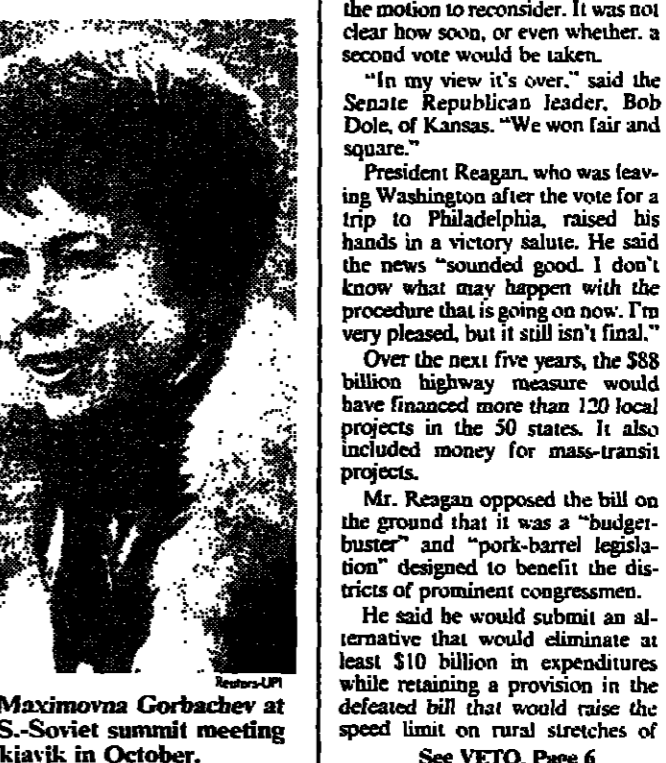 Reuters-UPI
Maximovna Gorbachev at
S.-Soviet summit meeting
kjavik in October.
the motion to reconsider. It was not
clear how soon, or even whether. a
second vote would be taken.
"In my view it's over," said the
Senate Republican leader, Bob
Dole, of Kansas. "We won fair and
square."
President Reagan, who was leav-
ing Washington after the vote for a
trip to Philadelphia, raised his
hands in a victory salute. He said
the news "sounded good. I don't
know what may happen with the
procedure that is going on now. I'm
very pleased, but it still isn't final."
Over the next five years, the $88
billion highway measure would
have financed more than 120 local
projects in the 50 states. It also
included money for mass-transit
projects.
Mr. Reagan opposed the bill on
the ground that it was a "budget-
buster" and "pork-barrel legisla-
tion" designed to benefit the dis-
tricts of prominent congressmen.
He said he would submit an al-
ternative that would eliminate at
least $10 billion in expenditures
while retaining a provision in the
defeated bill that would raise the
speed limit on rural stretches of
See VETO, Page 6